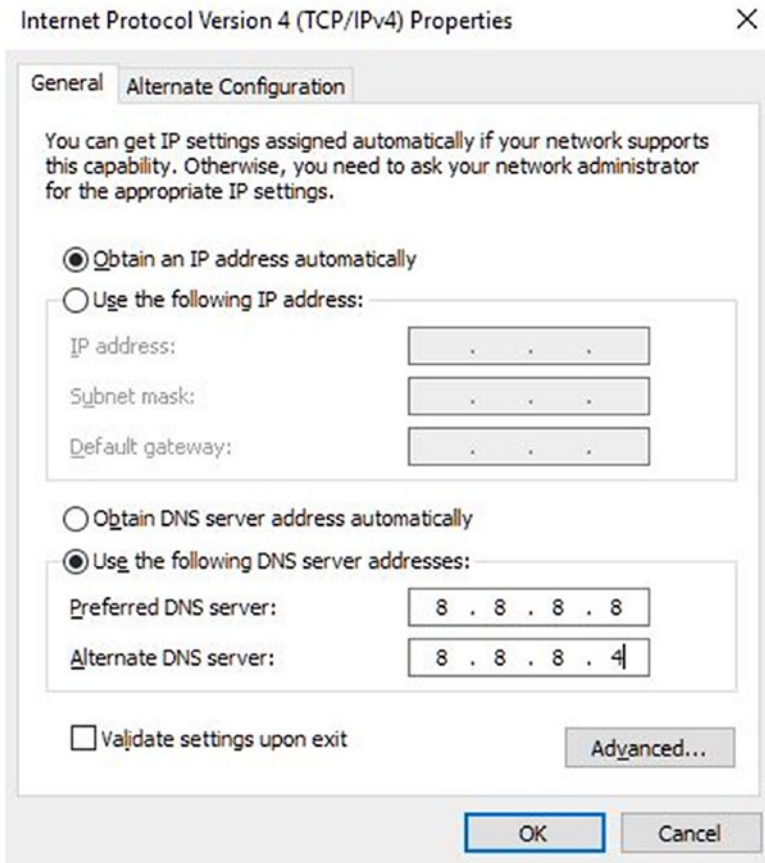 Internet Protocol Version 4 (TCP/IPv4) Properties
General
Alternate Configuration
You can get IP settings assigned automatically if your network supports
this capability. Otherwise, you need to ask your network administrator
for the appropriate IP settings.
Obtain an IP address automatically
Use the following IP address:
IP address:
. . .
Subnet mask:
. . .
Default gateway:
. . .
Obtain DNS server address automatically
Use the following DNS server addresses:
Preferred DNS server:
8 . 8 . 8 . 8
Alternate DNS server:
8 . 8 . 8 . 4
Validate settings upon exit
Advanced...
OK
Cancel